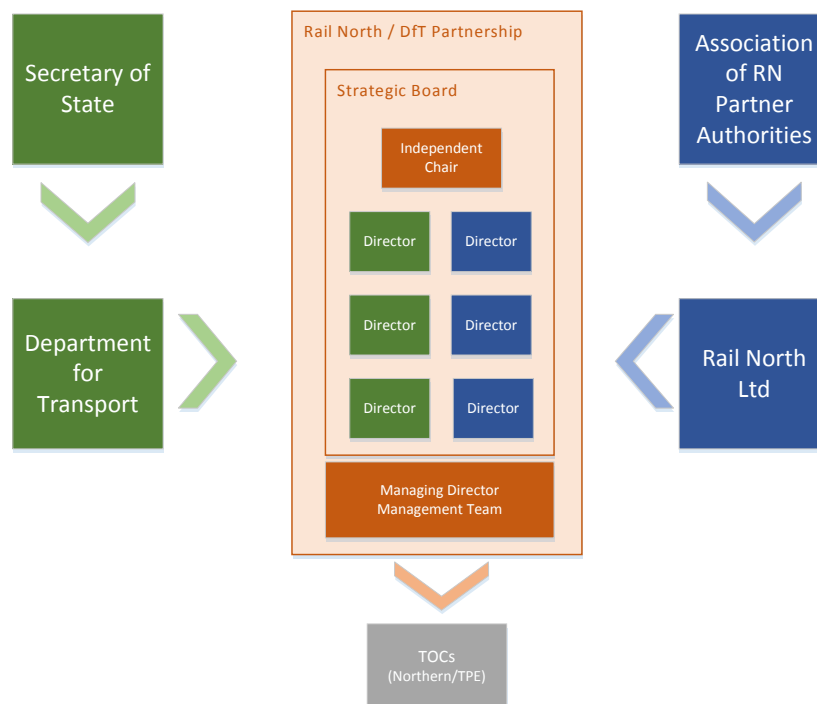 Secretary of
State
Department
for
Transport
Rail North / DfT Partnership
Strategic Board
Independent
Chair
Director
Director
Director
Director
Director
Director
Managing Director
Management Team
TOCs
(Northern/TPE)
Association
of RN
Partner
Authorities
Rail North
Ltd